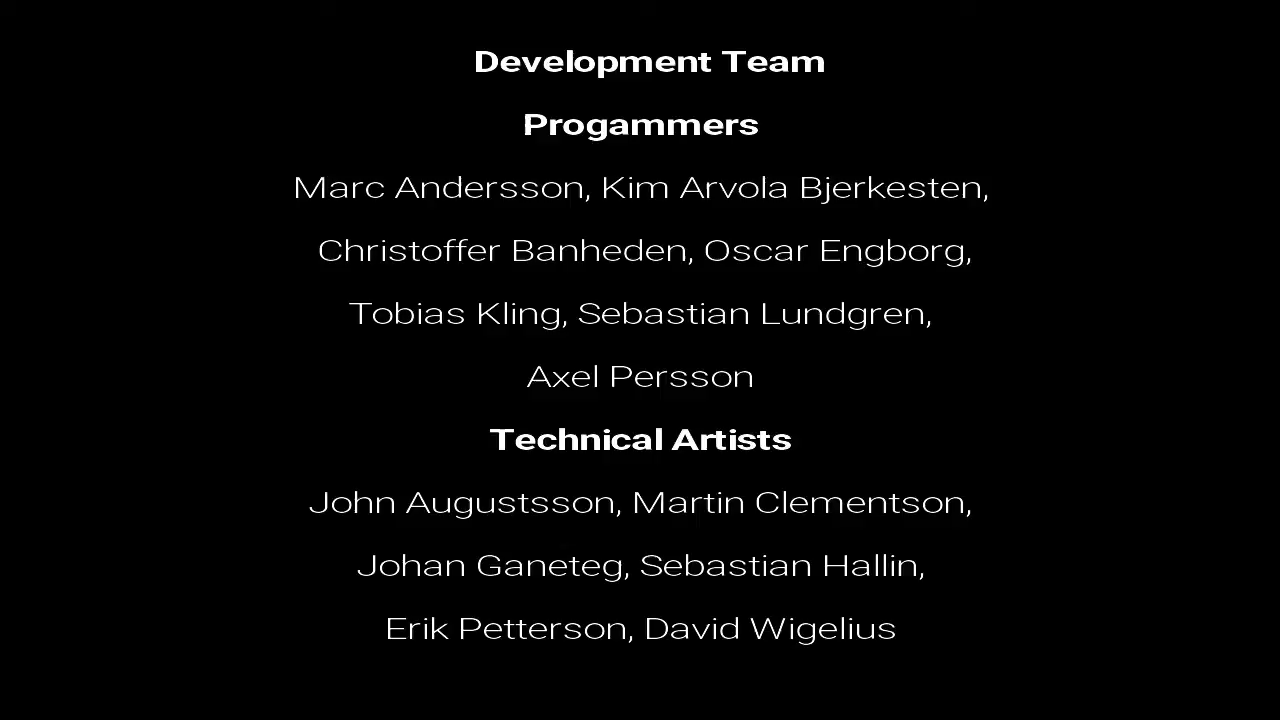 Development Team
Progammers
Marc Andersson, Kim Arvola Bjerkesten,
Christoffer Banheden, Oscar Engborg,
Tobias Kling, Sebastian Lundgren,
Axel Persson
Technical Artists
John Augustsson, Martin Clementson,
Johan Ganeteg, Sebastian Hallin,
Erik Petterson, David Wigelius